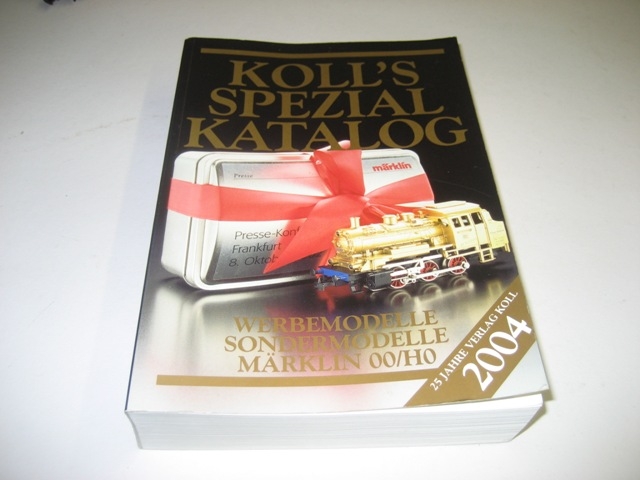 KOLL'S
SPEZIAL
KATALOG
märklin
Presse
Presse-Konf
Frankfurt
8. Oktob
WERBEMODELLE
SONDERMODELLE
MÄRKLIN 00/H0
25 JAHRE VERLAG KOLL
2004